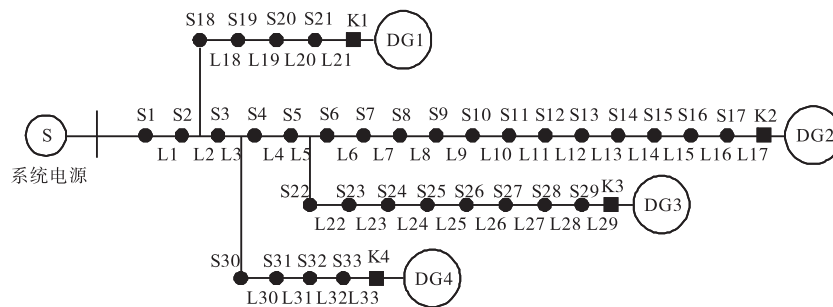 S18 S19 S20 S21 K1
DG1
L18 L19 L20 L21
S1 S2 S3 S4 S5 S6 S7 S8 S9 S10 S11 S12 S13 S14 S15 S16 S17 K2
S
DG2
L1 L2 L3 L4 L5 L6 L7 L8 L9 L10 L11 L12 L13 L14 L15 L16 L17
系统电源
S22 S23 S24 S25 S26 S27 S28 S29 K3
DG3
L22 L23 L24 L25 L26 L27 L28 L29
S30 S31 S32 S33 K4
DG4
L30 L31 L32 L33